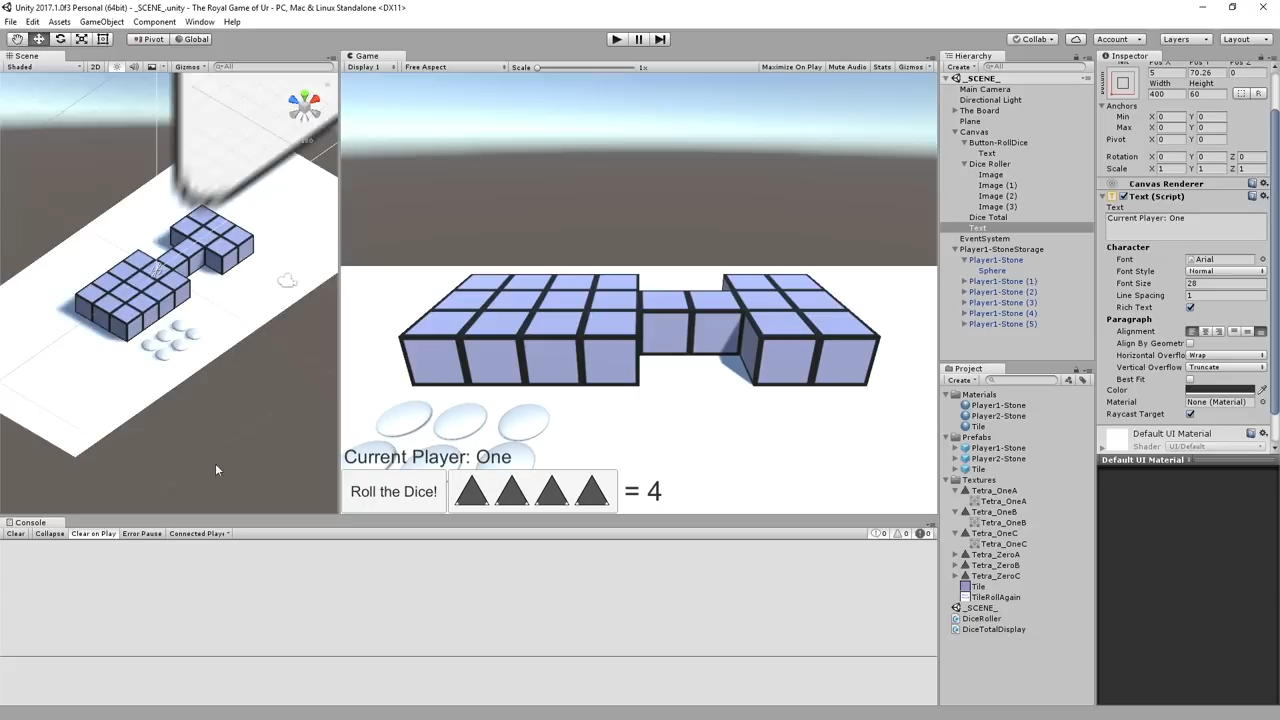 Unity 2017.1.0f3 Personal (64bit) - _SCENE_.unity - The Royal Game of Ur - PC, Mac & Linux Standalone <DX11>
File Edit Assets GameObject Component Window Help
Pivot Global Collab Account Layers Layout
Scene
Shaded 2D Gizmos All
Game
Display 1 Free Aspect Scale 1x Maximize On Play Mute Audio Stats Gizmos
Current Player: One
Roll the Dice! = 4
Console
Clear Collapse Clear on Play Error Pause Connected Player 0 0 0
Hierarchy
Create All
_SCENE_
Main Camera
Directional Light
The Board
Plane
Canvas
Button-RollDice
Text
Dice Roller
Image
Image (1)
Image (2)
Image (3)
Dice Total
Text
EventSystem
Player1-StoneStorage
Player1-Stone
Sphere
Player1-Stone (1)
Player1-Stone (2)
Player1-Stone (3)
Player1-Stone (4)
Player1-Stone (5)
Project
Create
Materials
Player1-Stone
Player2-Stone
Tile
Prefabs
Player1-Stone
Player2-Stone
Tile
Textures
Tetra_OneA
Tetra_OneA
Tetra_OneB
Tetra_OneB
Tetra_OneC
Tetra_OneC
Tetra_ZeroA
Tetra_ZeroB
Tetra_ZeroC
Tile
TileRollAgain
_SCENE_
DiceRoller
DiceTotalDisplay
Inspector
5 70.26 0
Width Height
400 60 R
Anchors
Min X 0 Y 0
Max X 0 Y 0
Pivot X 0 Y 0
Rotation X 0 Y 0 Z 0
Scale X 1 Y 1 Z 1
Canvas Renderer
Text (Script)
Text
Current Player: One
Character
Font Arial
Font Style Normal
Font Size 28
Line Spacing 1
Rich Text
Paragraph
Alignment
Align By Geometr
Horizontal Overflo Wrap
Vertical Overflow Truncate
Best Fit
Color
Material None (Material)
Raycast Target
Default UI Material
Shader UI/Default
Default UI Material